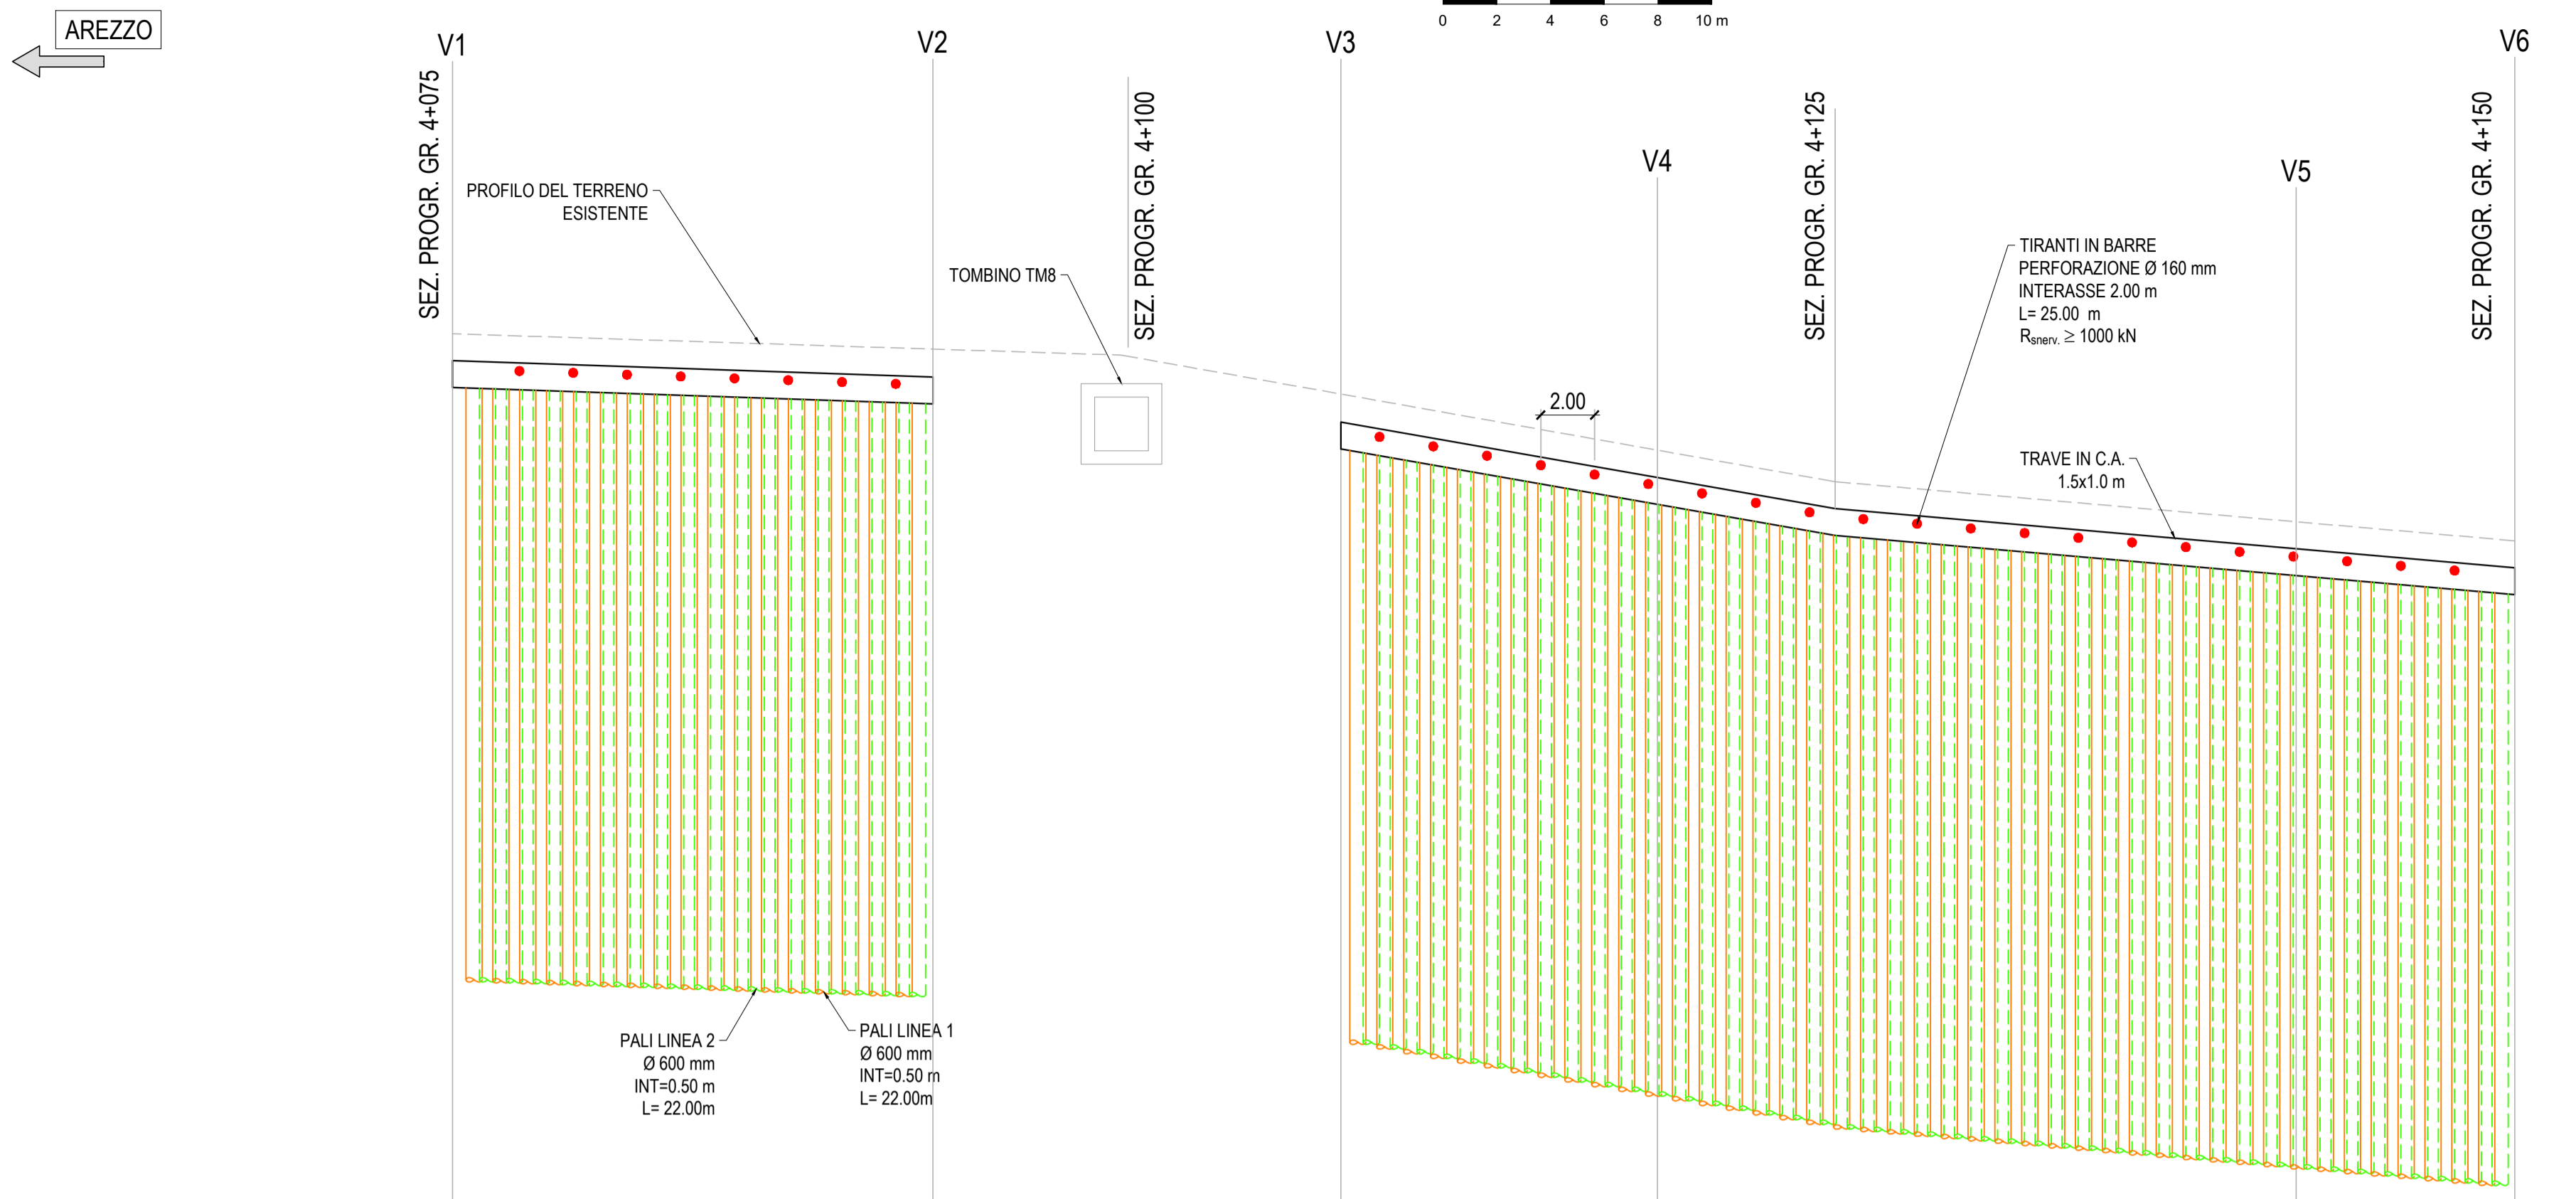 AREZZO
0 2 4 6 8 10 m
V1
V2
V3
V4
V5
V6
SEZ. PROGR. GR. 4+075
SEZ. PROGR. GR. 4+100
SEZ. PROGR. GR. 4+125
SEZ. PROGR. GR. 4+150
PROFILO DEL TERRENO
ESISTENTE
TOMBINO TM8
TIRANTI IN BARRE
PERFORAZIONE Ø 160 mm
INTERASSE 2.00 m
L= 25.00 m
Rsnerv. ≥ 1000 kN
2.00
TRAVE IN C.A.
1.5x1.0 m
PALI LINEA 2
Ø 600 mm
INT=0.50 m
L= 22.00m
PALI LINEA 1
Ø 600 mm
INT=0.50 m
L= 22.00m